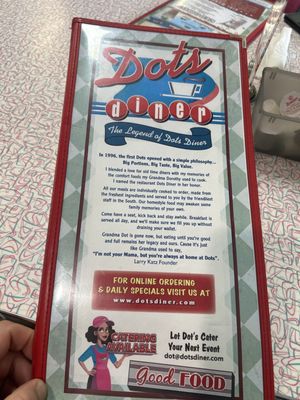 Dots
diner
The Legend of Dots Diner
In 1996, the first Dots opened with a simple philosophy...
Big Portions, Big Taste, Big Value.
I blended a love for old time diners with my memories of
the comfort foods my Grandma Dorothy used to cook.
I named the restaurant Dots Diner in her honor.
All our meals are individually cooked to order, made from
the freshest ingredients and served to you by the friendliest
staff in the South. Our homestyle food may awaken some
family memories of your own.
Come have a seat, kick back and stay awhile. Breakfast is
served all day, and we'll make sure you fill up without
draining your wallet.
Grandma Dot is gone now, but eating until you're good
and full remains her legacy and ours. Cause it's just
like Grandma used to say,
"I'm not your Mama, but you're always at home at Dots".
Larry Katz Founder
FOR ONLINE ORDERING
& DAILY SPECIALS VISIT US AT
www.dotsdiner.com
CATERING
AVAILABLE
Let Dot's Cater
Your Next Event
dot@dotsdiner.com
Good FOOD